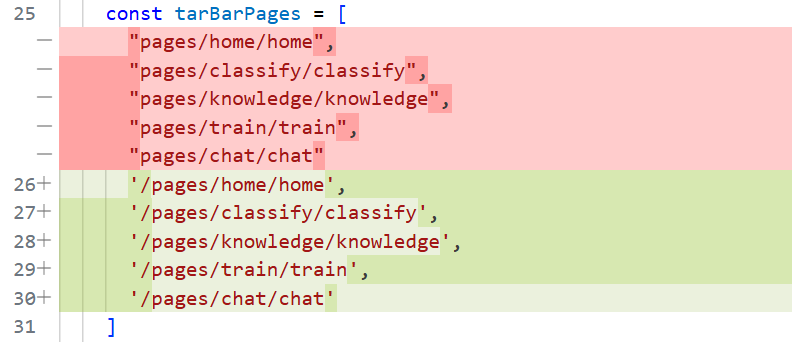 25 const tarBarPages = [
— "pages/home/home",
— "pages/classify/classify",
— "pages/knowledge/knowledge",
— "pages/train/train",
— "pages/chat/chat"
26+ '/pages/home/home',
27+ '/pages/classify/classify',
28+ '/pages/knowledge/knowledge',
29+ '/pages/train/train',
30+ '/pages/chat/chat'
31 ]